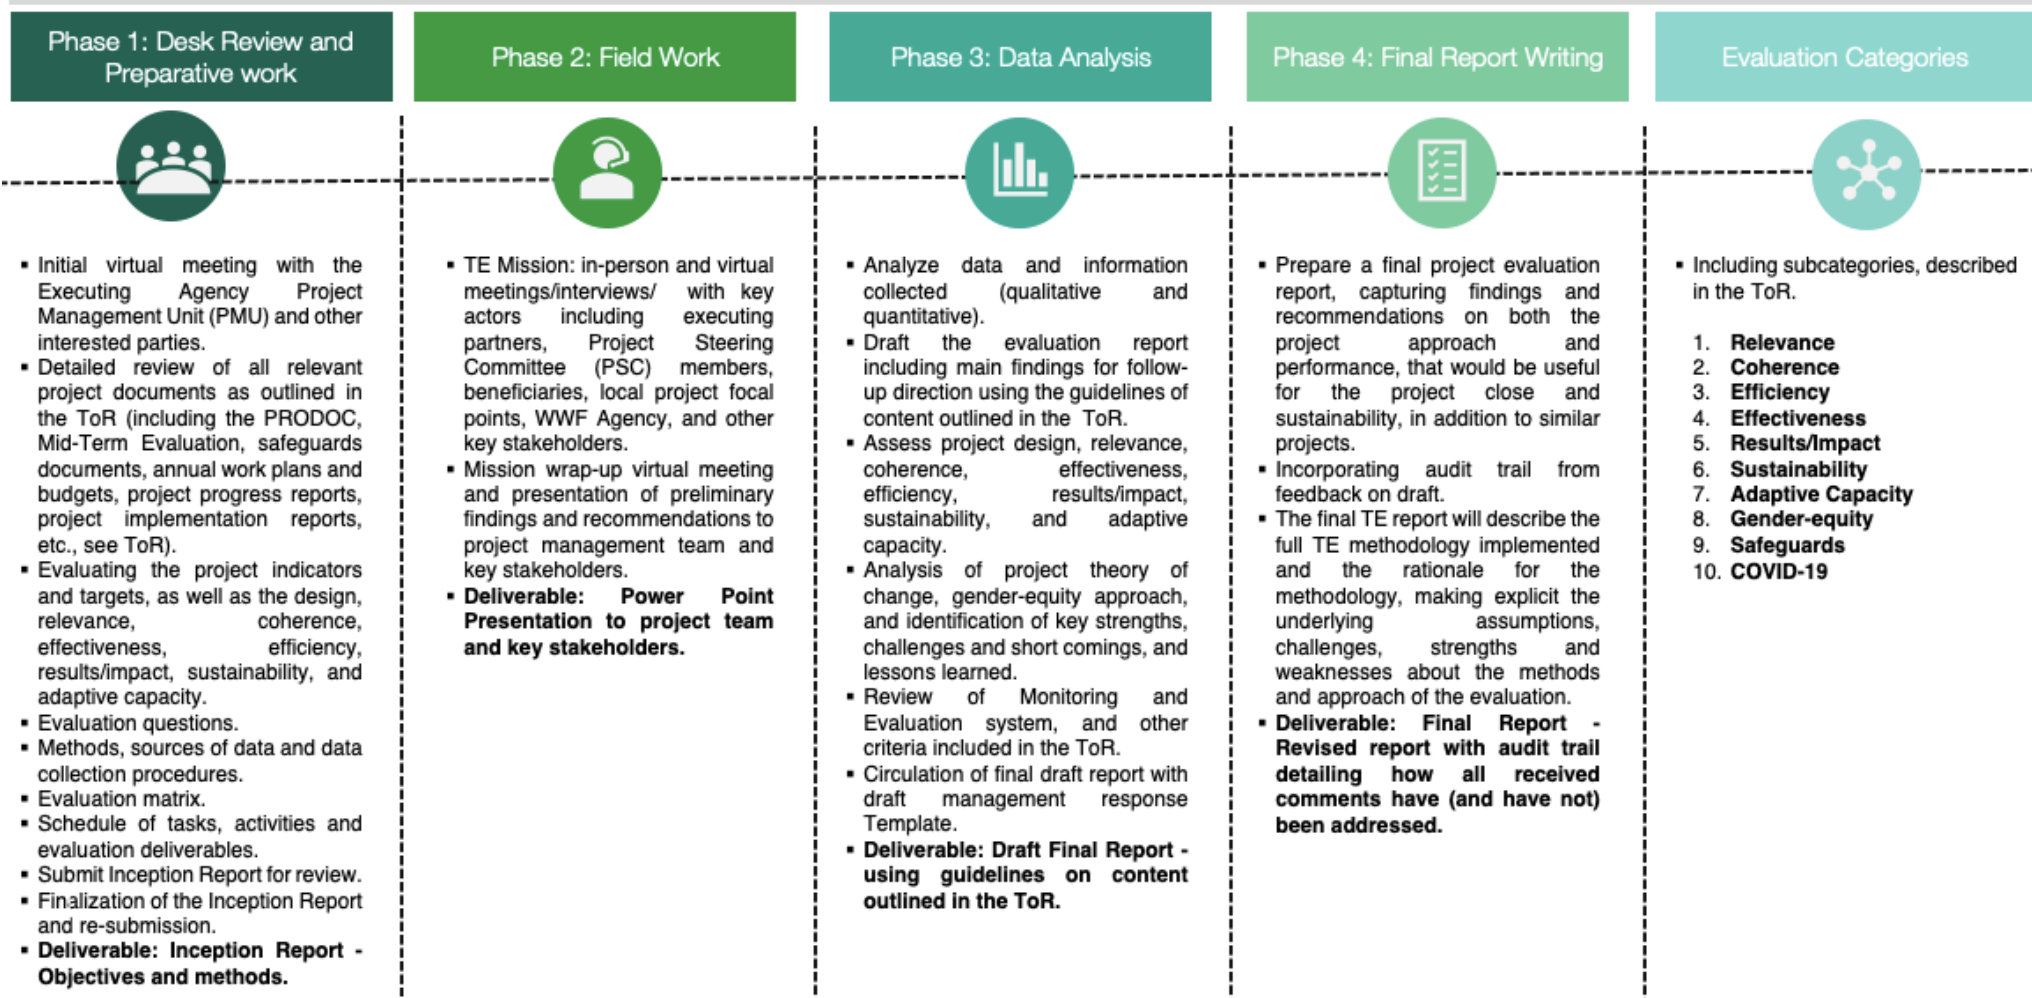 Phase 1: Desk Review and
Preparative work
▪ Initial virtual meeting with the
Executing Agency Project
Management Unit (PMU) and other
interested parties.
▪ Detailed review of all relevant
project documents as outlined in
the ToR (including the PRODOC,
Mid-Term Evaluation, safeguards
documents, annual work plans and
budgets, project progress reports,
project implementation reports,
etc., see ToR).
▪ Evaluating the project indicators
and targets, as well as the design,
relevance, coherence,
effectiveness, efficiency,
results/impact, sustainability, and
adaptive capacity.
▪ Evaluation questions.
▪ Methods, sources of data and data
collection procedures.
▪ Evaluation matrix.
▪ Schedule of tasks, activities and
evaluation deliverables.
▪ Submit Inception Report for review.
▪ Finalization of the Inception Report
and re-submission.
▪ Deliverable: Inception Report -
Objectives and methods.
Phase 2: Field Work
▪ TE Mission: in-person and virtual
meetings/interviews/ with key
actors including executing
partners, Project Steering
Committee (PSC) members,
beneficiaries, local project focal
points, WWF Agency, and other
key stakeholders.
▪ Mission wrap-up virtual meeting
and presentation of preliminary
findings and recommendations to
project management team and
key stakeholders.
▪ Deliverable: Power Point
Presentation to project team
and key stakeholders.
Phase 3: Data Analysis
▪ Analyze data and information
collected (qualitative and
quantitative).
▪ Draft the evaluation report
including main findings for follow-
up direction using the guidelines of
content outlined in the ToR.
▪ Assess project design, relevance,
coherence, effectiveness,
efficiency, results/impact,
sustainability, and adaptive
capacity.
▪ Analysis of project theory of
change, gender-equity approach,
and identification of key strengths,
challenges and short comings, and
lessons learned.
▪ Review of Monitoring and
Evaluation system, and other
criteria included in the ToR.
▪ Circulation of final draft report with
draft management response
Template.
▪ Deliverable: Draft Final Report -
using guidelines on content
outlined in the ToR.
Phase 4: Final Report Writing
▪ Prepare a final project evaluation
report, capturing findings and
recommendations on both the
project approach and
performance, that would be useful
for the project close and
sustainability, in addition to similar
projects.
▪ Incorporating audit trail from
feedback on draft.
▪ The final TE report will describe the
full TE methodology implemented
and the rationale for the
methodology, making explicit the
underlying assumptions,
challenges, strengths and
weaknesses about the methods
and approach of the evaluation.
▪ Deliverable: Final Report -
Revised report with audit trail
detailing how all received
comments have (and have not)
been addressed.
Evaluation Categories
▪ Including subcategories, described
in the ToR.
1. Relevance
2. Coherence
3. Efficiency
4. Effectiveness
5. Results/Impact
6. Sustainability
7. Adaptive Capacity
8. Gender-equity
9. Safeguards
10. COVID-19